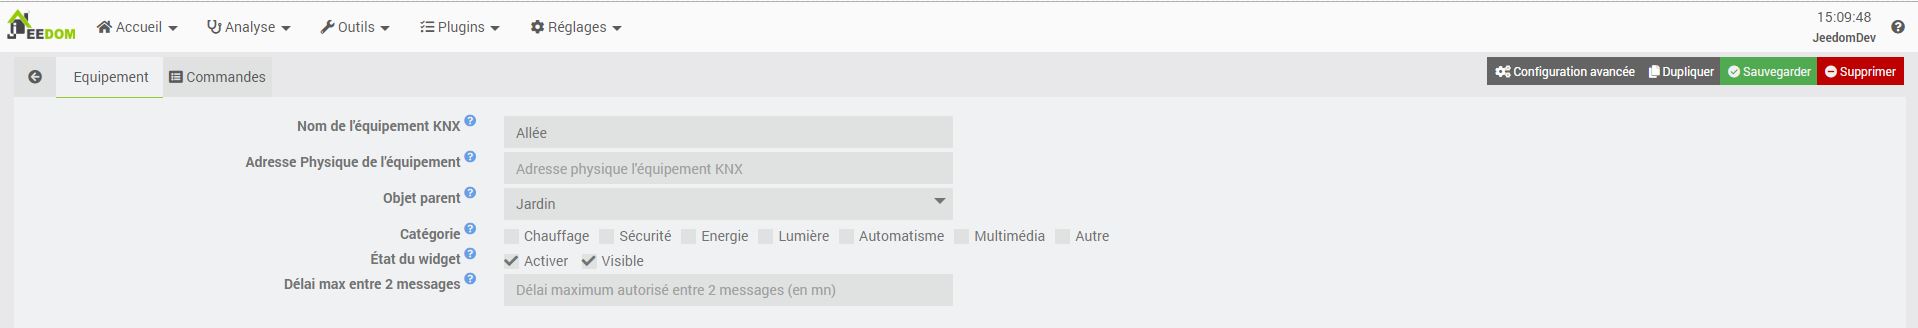 JEEDOM Accueil Analyse Outils Plugins Réglages 15:09:48
JeedomDev
Equipement Commandes Configuration avancée Dupliquer Sauvegarder Supprimer
Nom de l'équipement KNX Allée
Adresse Physique de l'équipement Adresse physique l'équipement KNX
Objet parent Jardin
Catégorie Chauffage Sécurité Energie Lumière Automatisme Multimédia Autre
État du widget Activer Visible
Délai max entre 2 messages Délai maximum autorisé entre 2 messages (en mn)